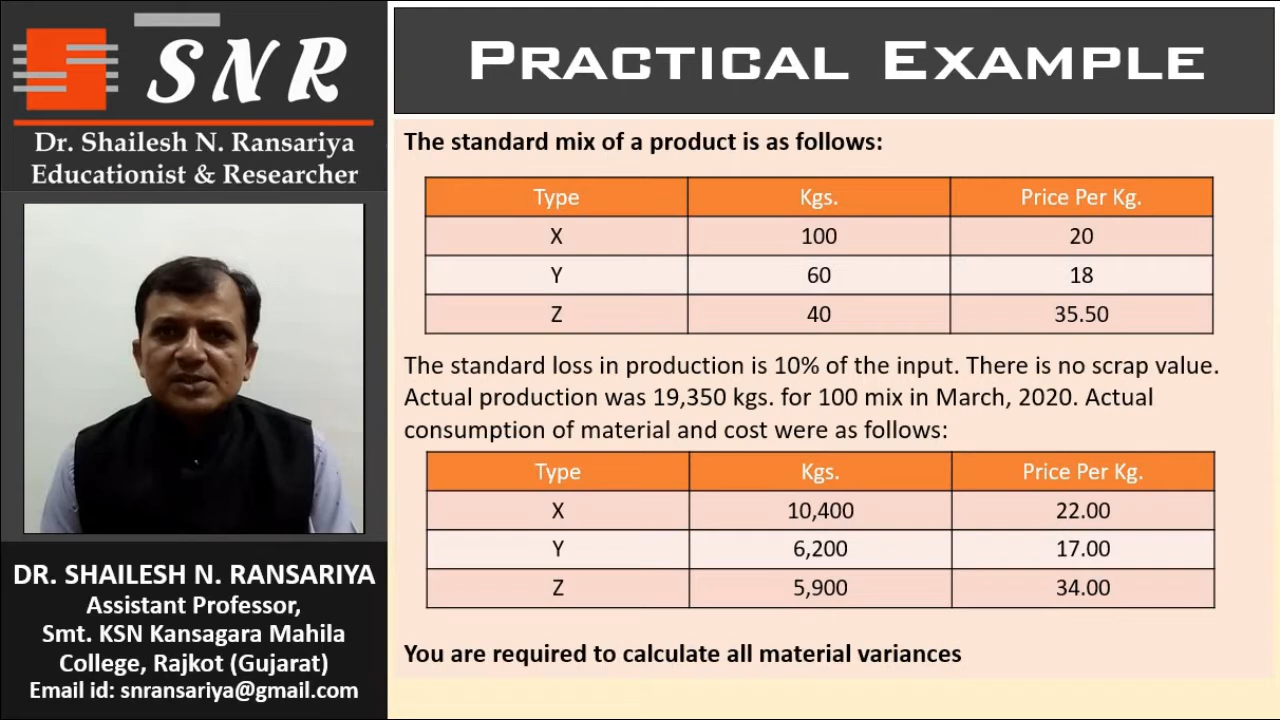 SNR
Dr. Shailesh N. Ransariya
Educationist & Researcher
DR. SHAILESH N. RANSARIYA
Assistant Professor,
Smt. KSN Kansagara Mahila
College, Rajkot (Gujarat)
Email id: snransariya@gmail.com
PRACTICAL EXAMPLE
The standard mix of a product is as follows:
Type Kgs. Price Per Kg.
X 100 20
Y 60 18
Z 40 35.50
The standard loss in production is 10% of the input. There is no scrap value.
Actual production was 19,350 kgs. for 100 mix in March, 2020. Actual
consumption of material and cost were as follows:
Type Kgs. Price Per Kg.
X 10,400 22.00
Y 6,200 17.00
Z 5,900 34.00
You are required to calculate all material variances